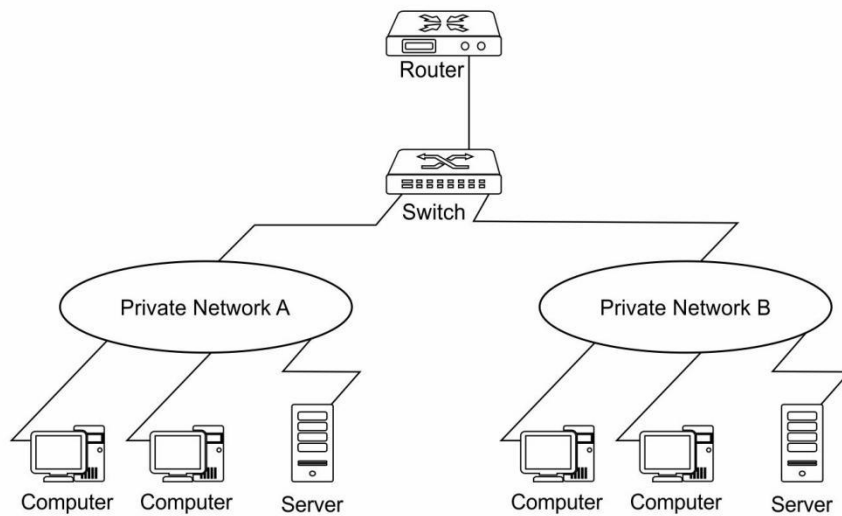 Router
Switch
Private Network A
Private Network B
Computer
Computer
Server
Computer
Computer
Server